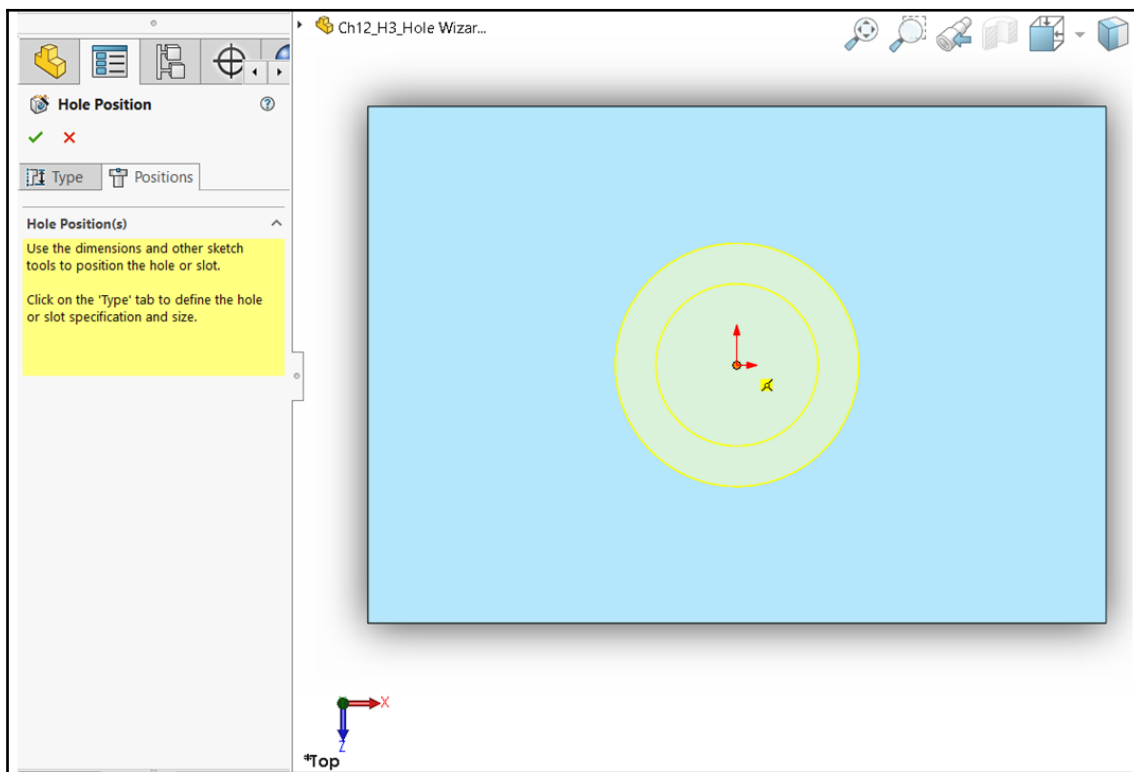 Ch12_H3_Hole Wizar...
Hole Position
Type
Positions
Hole Position(s)
Use the dimensions and other sketch
tools to position the hole or slot.
Click on the 'Type' tab to define the hole
or slot specification and size.
X
Z
*Top